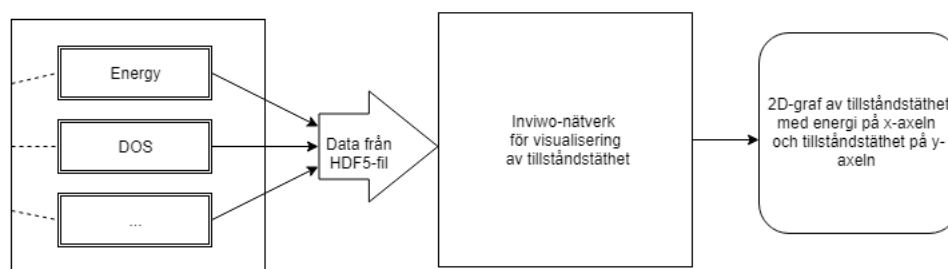 Energy
DOS
...
Data från
HDF5-fil
Inviwo-nätverk
för visualisering
av tillståndstäthet
2D-graf av tillståndstäthet
med energi på x-axeln
och tillståndstäthet på y-
axeln